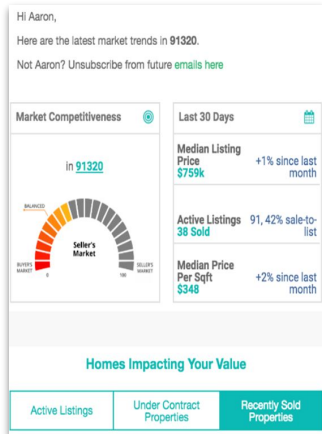 Hi Aaron,
Here are the latest market trends in 91320.
Not Aaron? Unsubscribe from future emails here
Market Competitiveness
in 91320
BALANCED
Seller's
Market
BUYER'S
MARKET
0
100
SELLER'S
MARKET
Last 30 Days
Median Listing
Price
$759k
+1% since last
month
Active Listings
38 Sold
91, 42% sale-to-
list
Median Price
Per Sqft
$348
+2% since last
month
Homes Impacting Your Value
Active Listings
Under Contract
Properties
Recently Sold
Properties